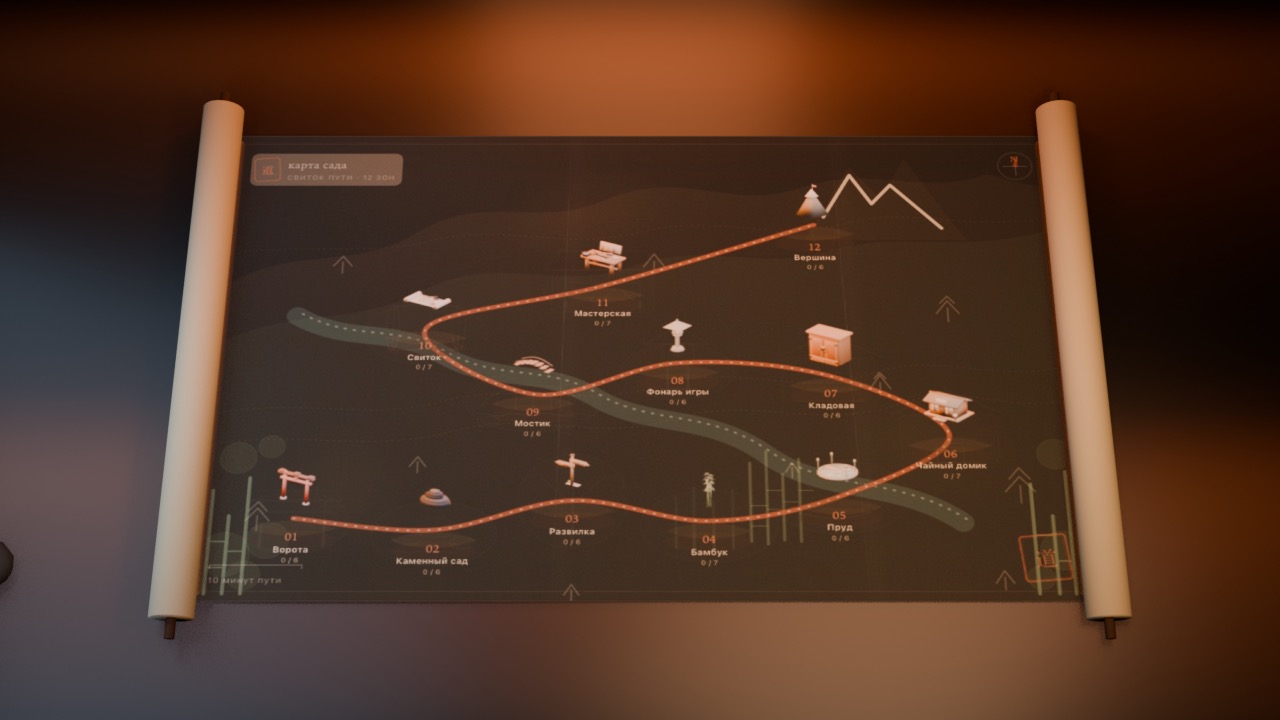 道
карта сада
СВИТОК ПУТИ · 12 ЗОН
N
12
Вершина
0/6
11
Мастерская
0/7
10
Свиток
0/7
09
Мостик
0/6
08
Фонарь игры
0/6
07
Кладовая
0/6
06
Чайный домик
0/7
01
Ворота
0/6
02
Каменный сад
0/6
03
Развилка
0/6
04
Бамбук
0/7
05
Пруд
0/6
10 минут пути
道